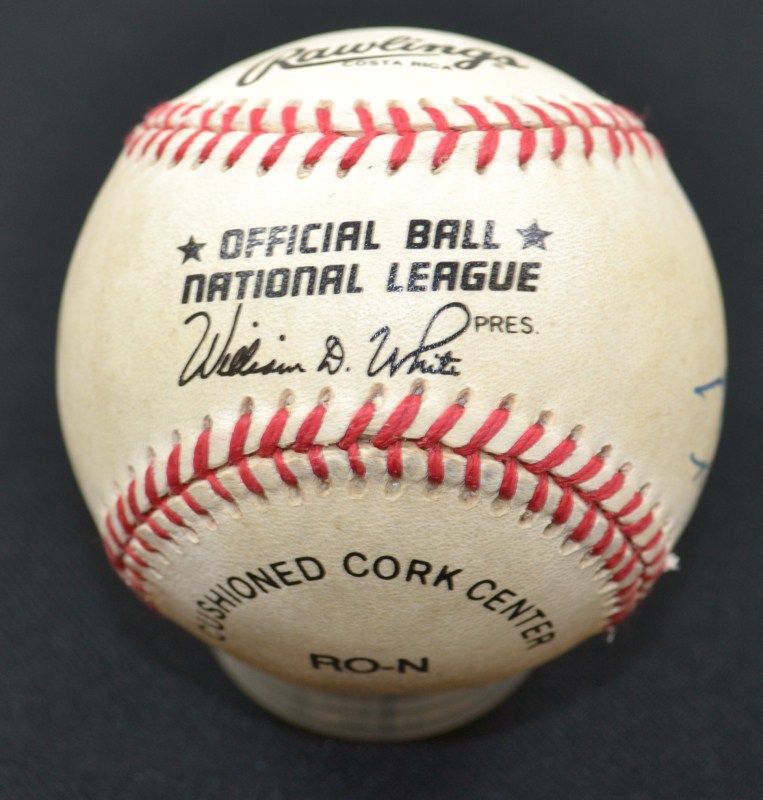 Rawlings
COSTA RICA
★ OFFICIAL BALL ★
NATIONAL LEAGUE
William D. White PRES.
CUSHIONED CORK CENTER
RO-N